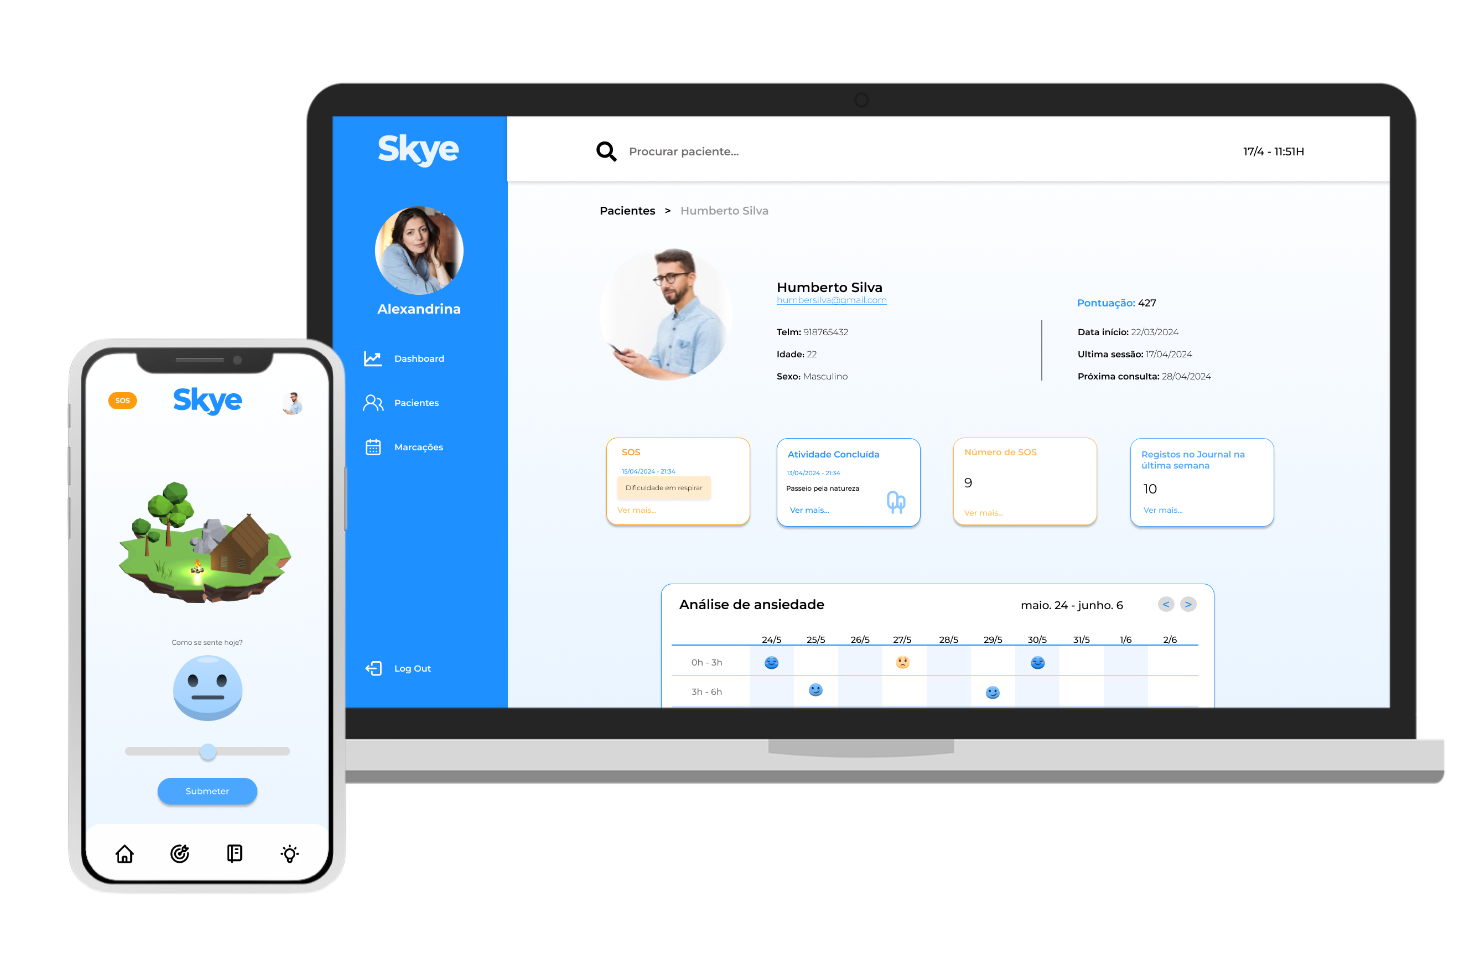 Skye
Procurar paciente...
17/4 - 11:51H
Pacientes > Humberto Silva
Alexandrina
Dashboard
Pacientes
Marcações
Log Out
Humberto Silva
humbersilva@gmail.com
Telm: 918765432
Idade: 22
Sexo: Masculino
Pontuação: 427
Data início: 22/03/2024
Ultima sessão: 17/04/2024
Próxima consulta: 28/04/2024
SOS
15/04/2024 - 21:34
Dificuldade em respirar
Ver mais...
Atividade Concluída
13/04/2024 - 21:34
Passeio pela natureza
Ver mais...
Número de SOS
9
Ver mais...
Registos no Journal na
última semana
10
Ver mais...
Análise de ansiedade
maio. 24 - junho. 6
< >
24/5 25/5 26/5 27/5 28/5 29/5 30/5 31/5 1/6 2/6
0h - 3h
3h - 6h
SOS
Skye
Como se sente hoje?
Submeter